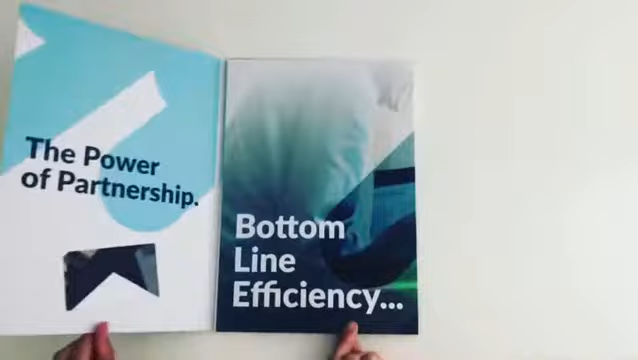 The Power
of Partnership.
Bottom
Line
Efficiency...